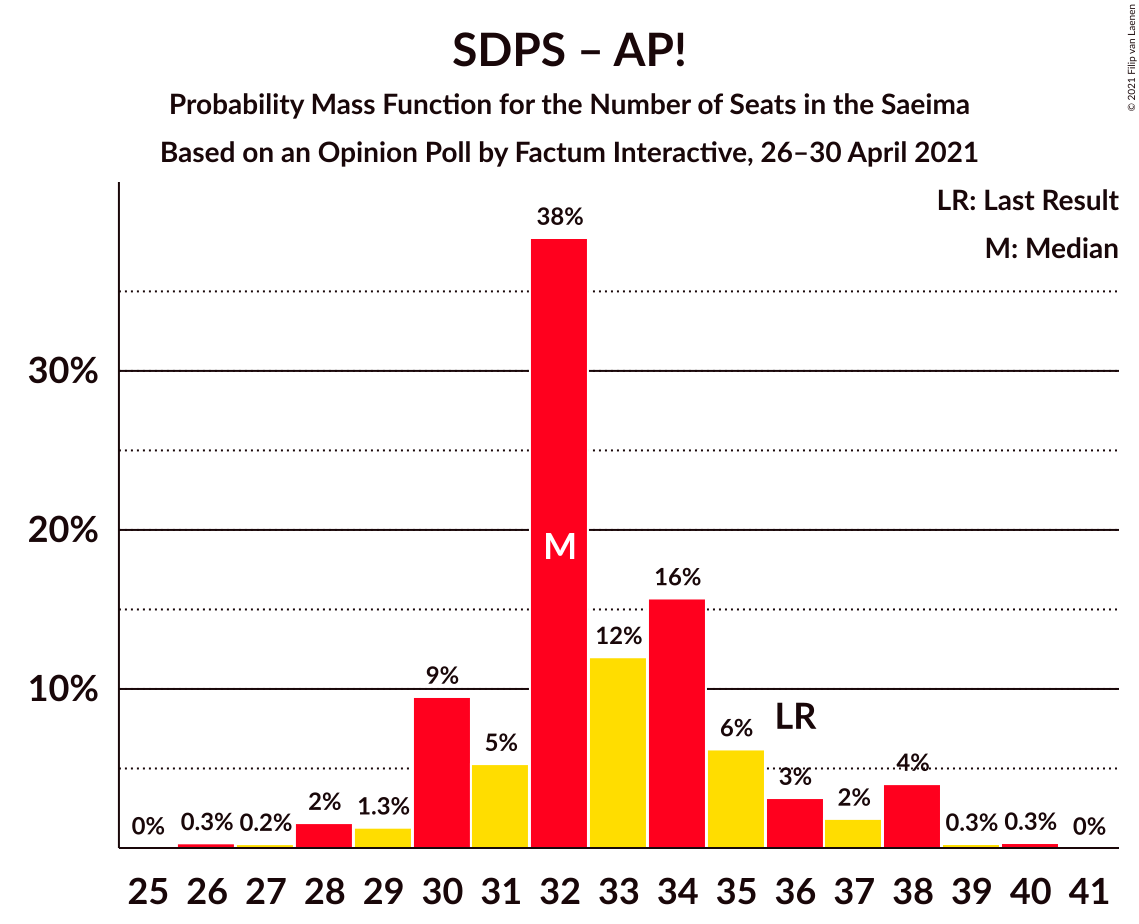 SDPS – AP!
Probability Mass Function for the Number of Seats in the Saeima
Based on an Opinion Poll by Factum Interactive, 26–30 April 2021
© 2021 Filip van Laenen
LR: Last Result
M: Median
38%
30%
20%
M
16%
12%
9%
10%
LR
6%
5%
4%
3%
2%
2%
1.3%
0%
0.3%
0.2%
0.3%
0.3%
0%
25 26 27 28 29 30 31 32 33 34 35 36 37 38 39 40 41